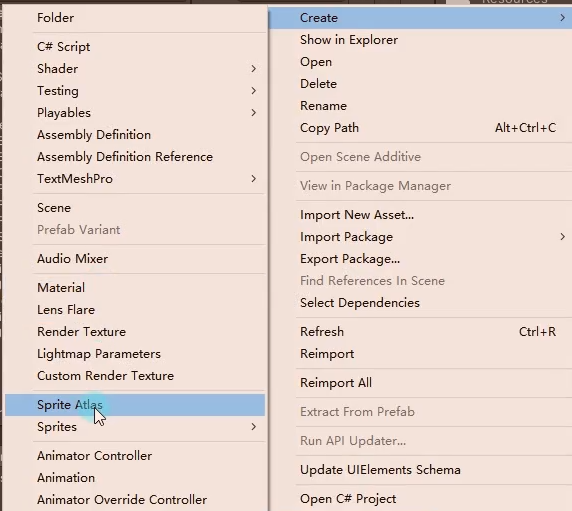 Resources
Folder
C# Script
Shader
Testing
Playables
Assembly Definition
Assembly Definition Reference
TextMeshPro
Scene
Prefab Variant
Audio Mixer
Material
Lens Flare
Render Texture
Lightmap Parameters
Custom Render Texture
Sprite Atlas
Sprites
Animator Controller
Animation
Animator Override Controller
Create
Show in Explorer
Open
Delete
Rename
Copy Path Alt+Ctrl+C
Open Scene Additive
View in Package Manager
Import New Asset...
Import Package
Export Package...
Find References In Scene
Select Dependencies
Refresh Ctrl+R
Reimport
Reimport All
Extract From Prefab
Run API Updater...
Update UIElements Schema
Open C# Project